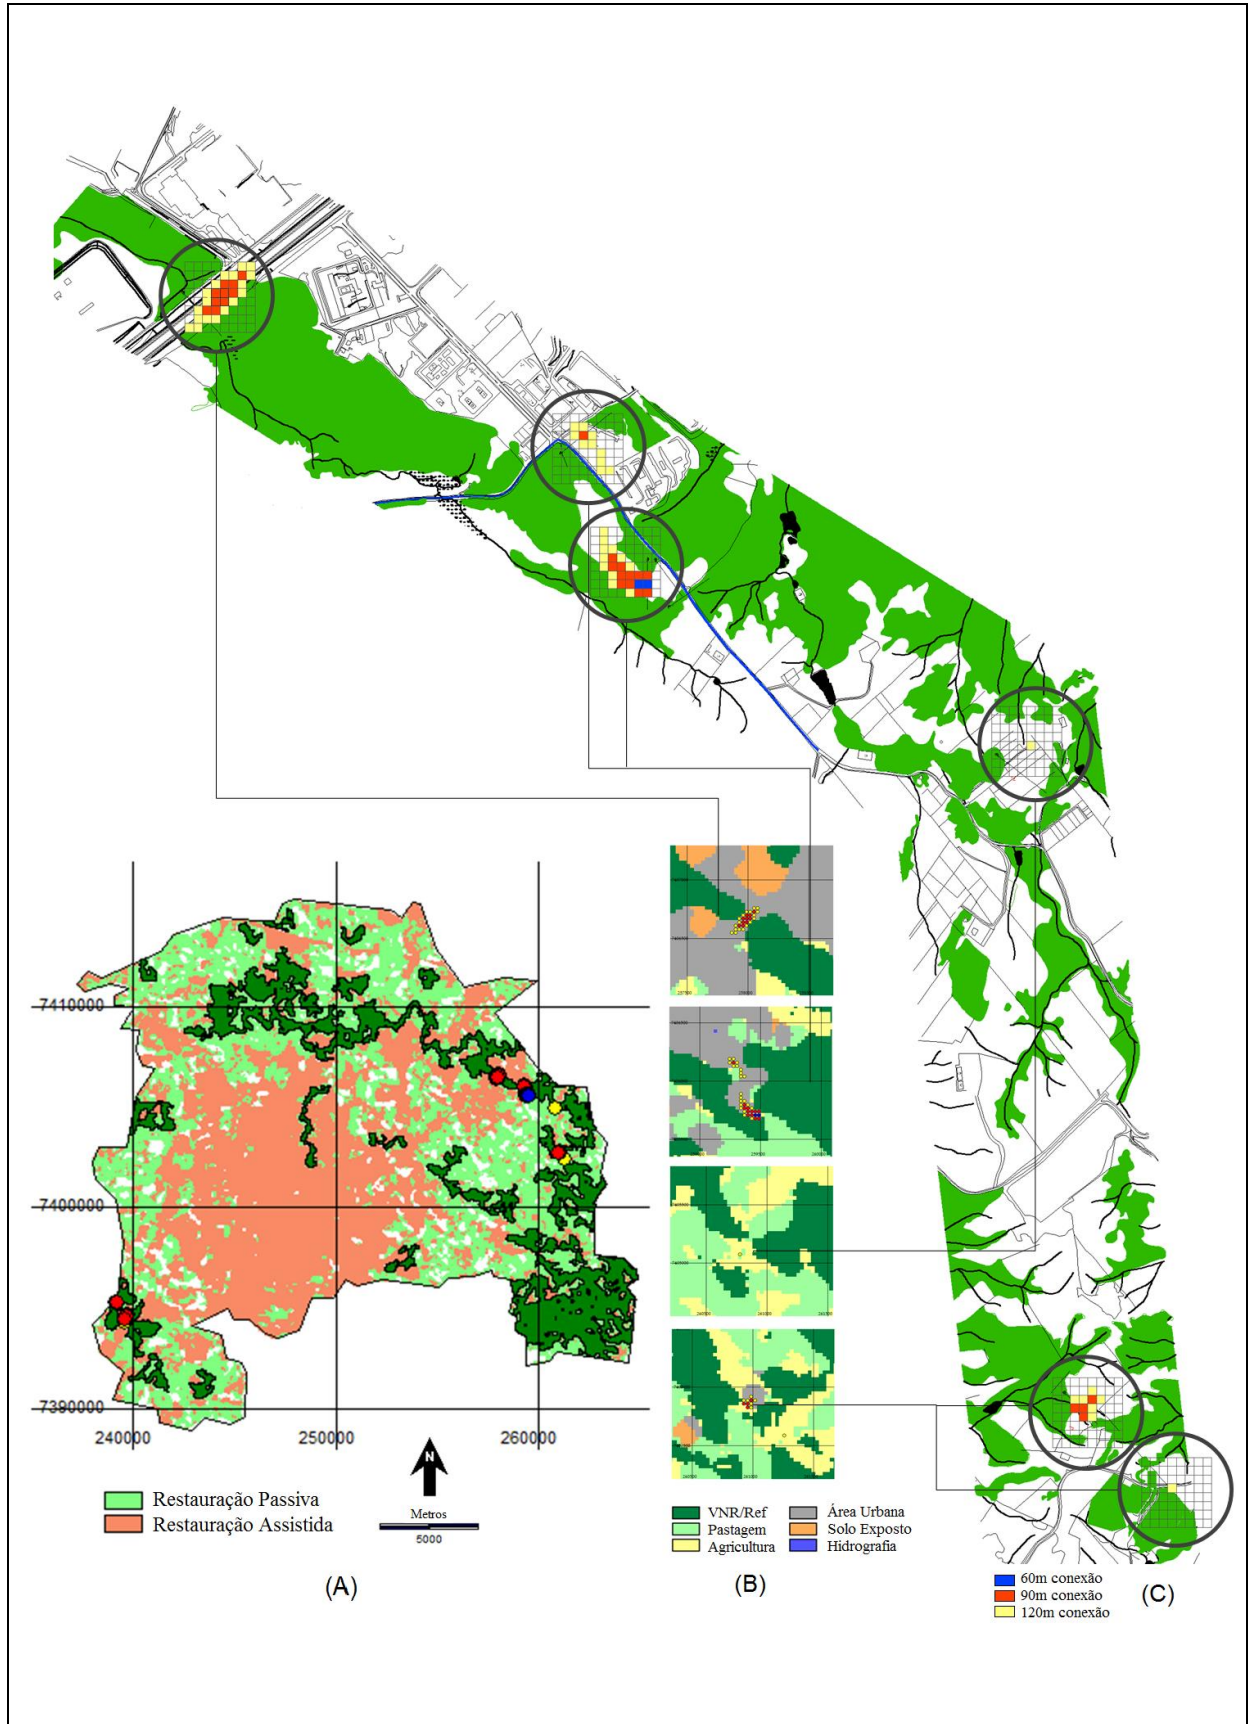 7410000
7400000
7390000
240000
250000
260000
N
Metros
5000
Restauração Passiva
Restauração Assistida
(A)
VNR/Ref
Pastagem
Agricultura
Área Urbana
Solo Exposto
Hidrografia
(B)
60m conexão
90m conexão
120m conexão
(C)